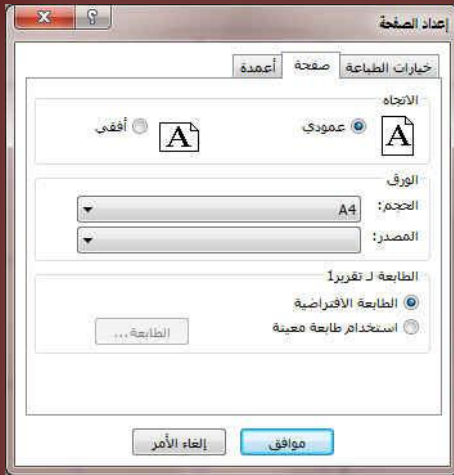 إعداد الصفحة
خيارات الطباعة صفحة أعمدة
الاتجاه
A عمودي A أفقي
الورق
الحجم: A4
المصدر:
الطابعة لـ تقرير1
الطابعة الافتراضية
استخدام طابعة معينة
الطابعة...
موافق إلغاء الأمر